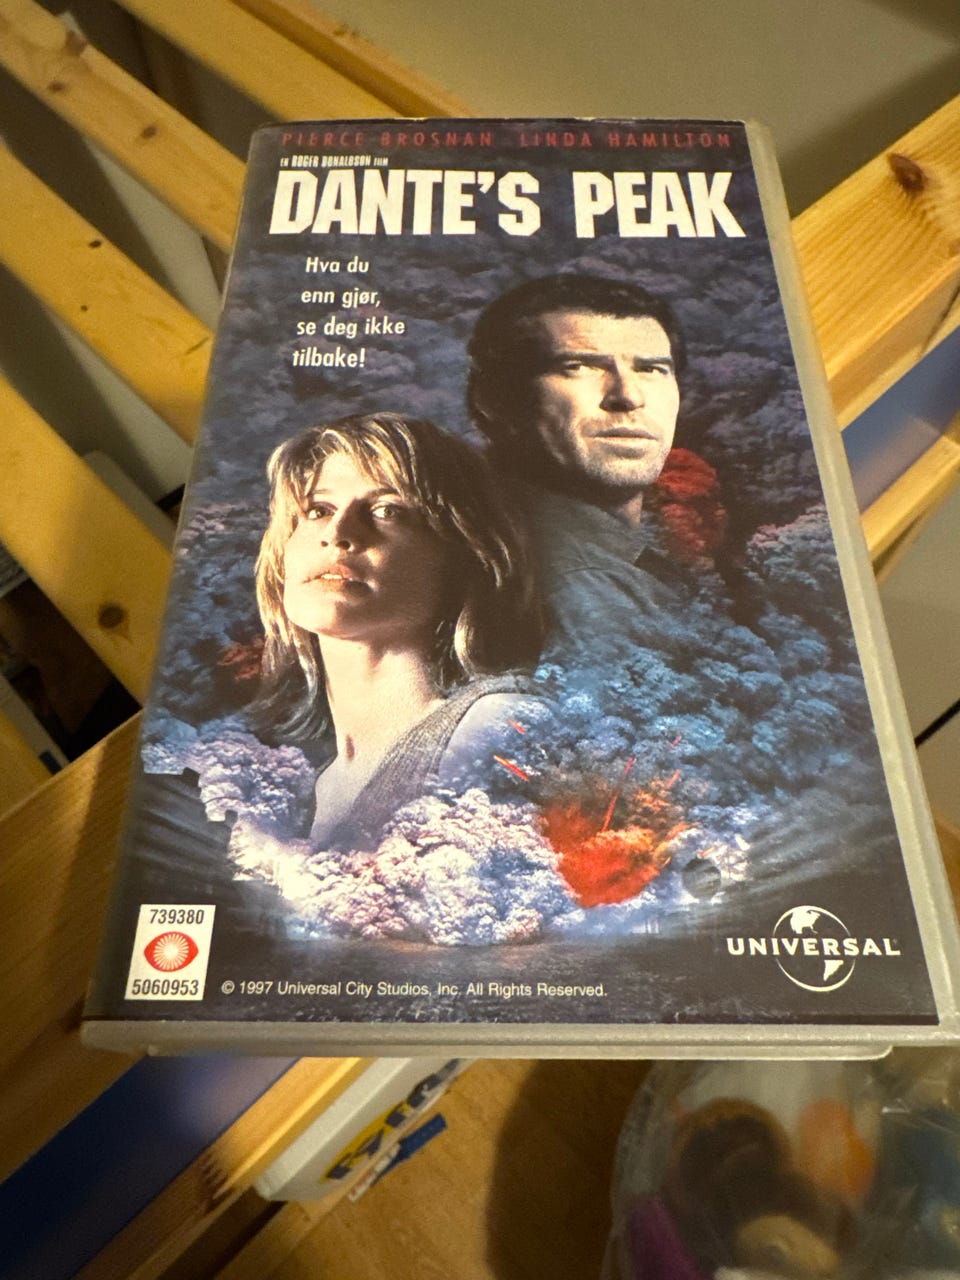 PIERCE BROSNAN LINDA HAMILTON
EN ROGER DONALDSON FILM
DANTE'S PEAK
Hva du
enn gjør,
se deg ikke
tilbake!
739380
5060953
© 1997 Universal City Studios, Inc. All Rights Reserved.
UNIVERSAL